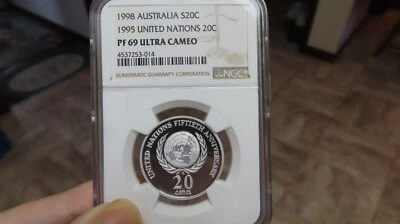 1998 AUSTRALIA S20C
1995 UNITED NATIONS 20C
PF 69 ULTRA CAMEO
4537253-014
NUMISMATIC GUARANTY CORPORATION
NGC
UNITED NATIONS FIFTIETH ANNIVERSARY
20
CENTS